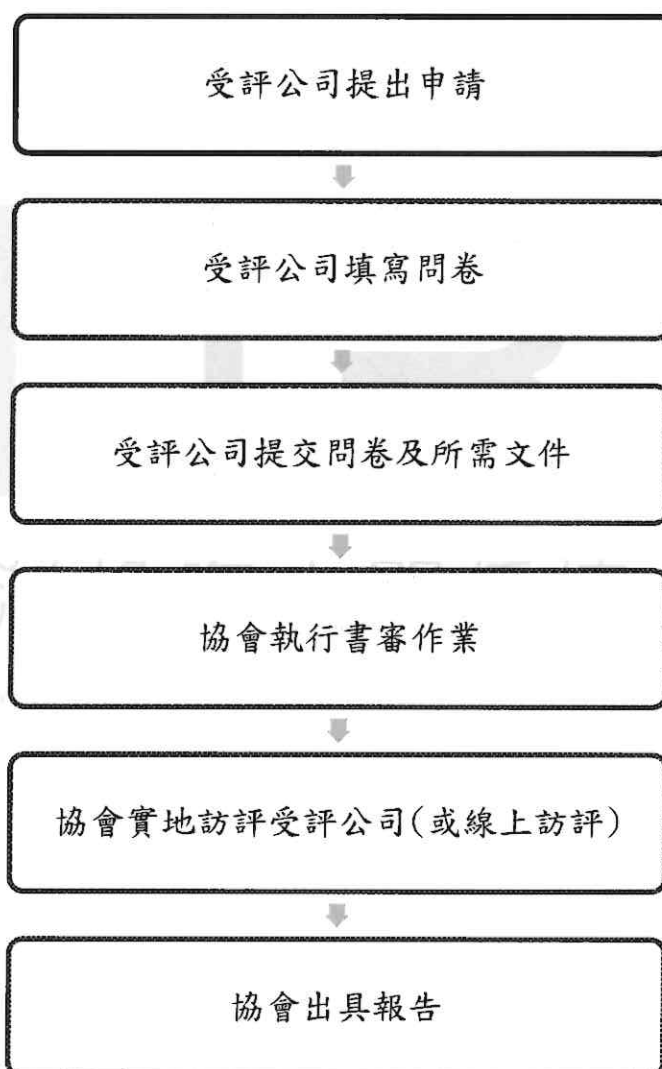 受評公司提出申請
受評公司填寫問卷
受評公司提交問卷及所需文件
協會執行書審作業
協會實地訪評受評公司(或線上訪評)
協會出具報告